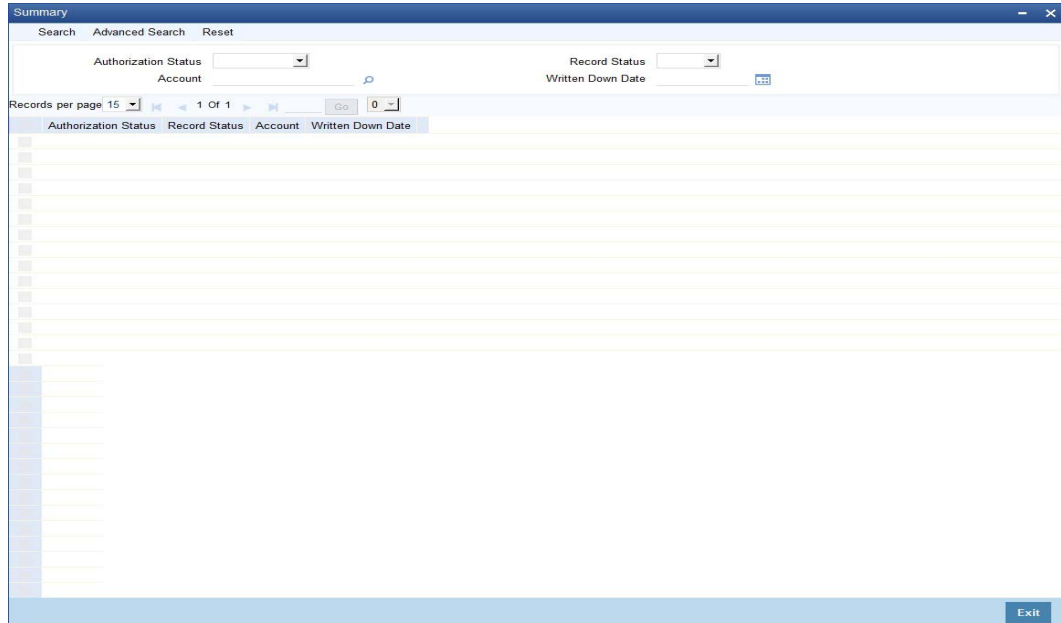 Summary
Search Advanced Search Reset
Authorization Status Record Status
Account Written Down Date
Records per page 15 1 Of 1 Go 0
Authorization Status Record Status Account Written Down Date
Exit